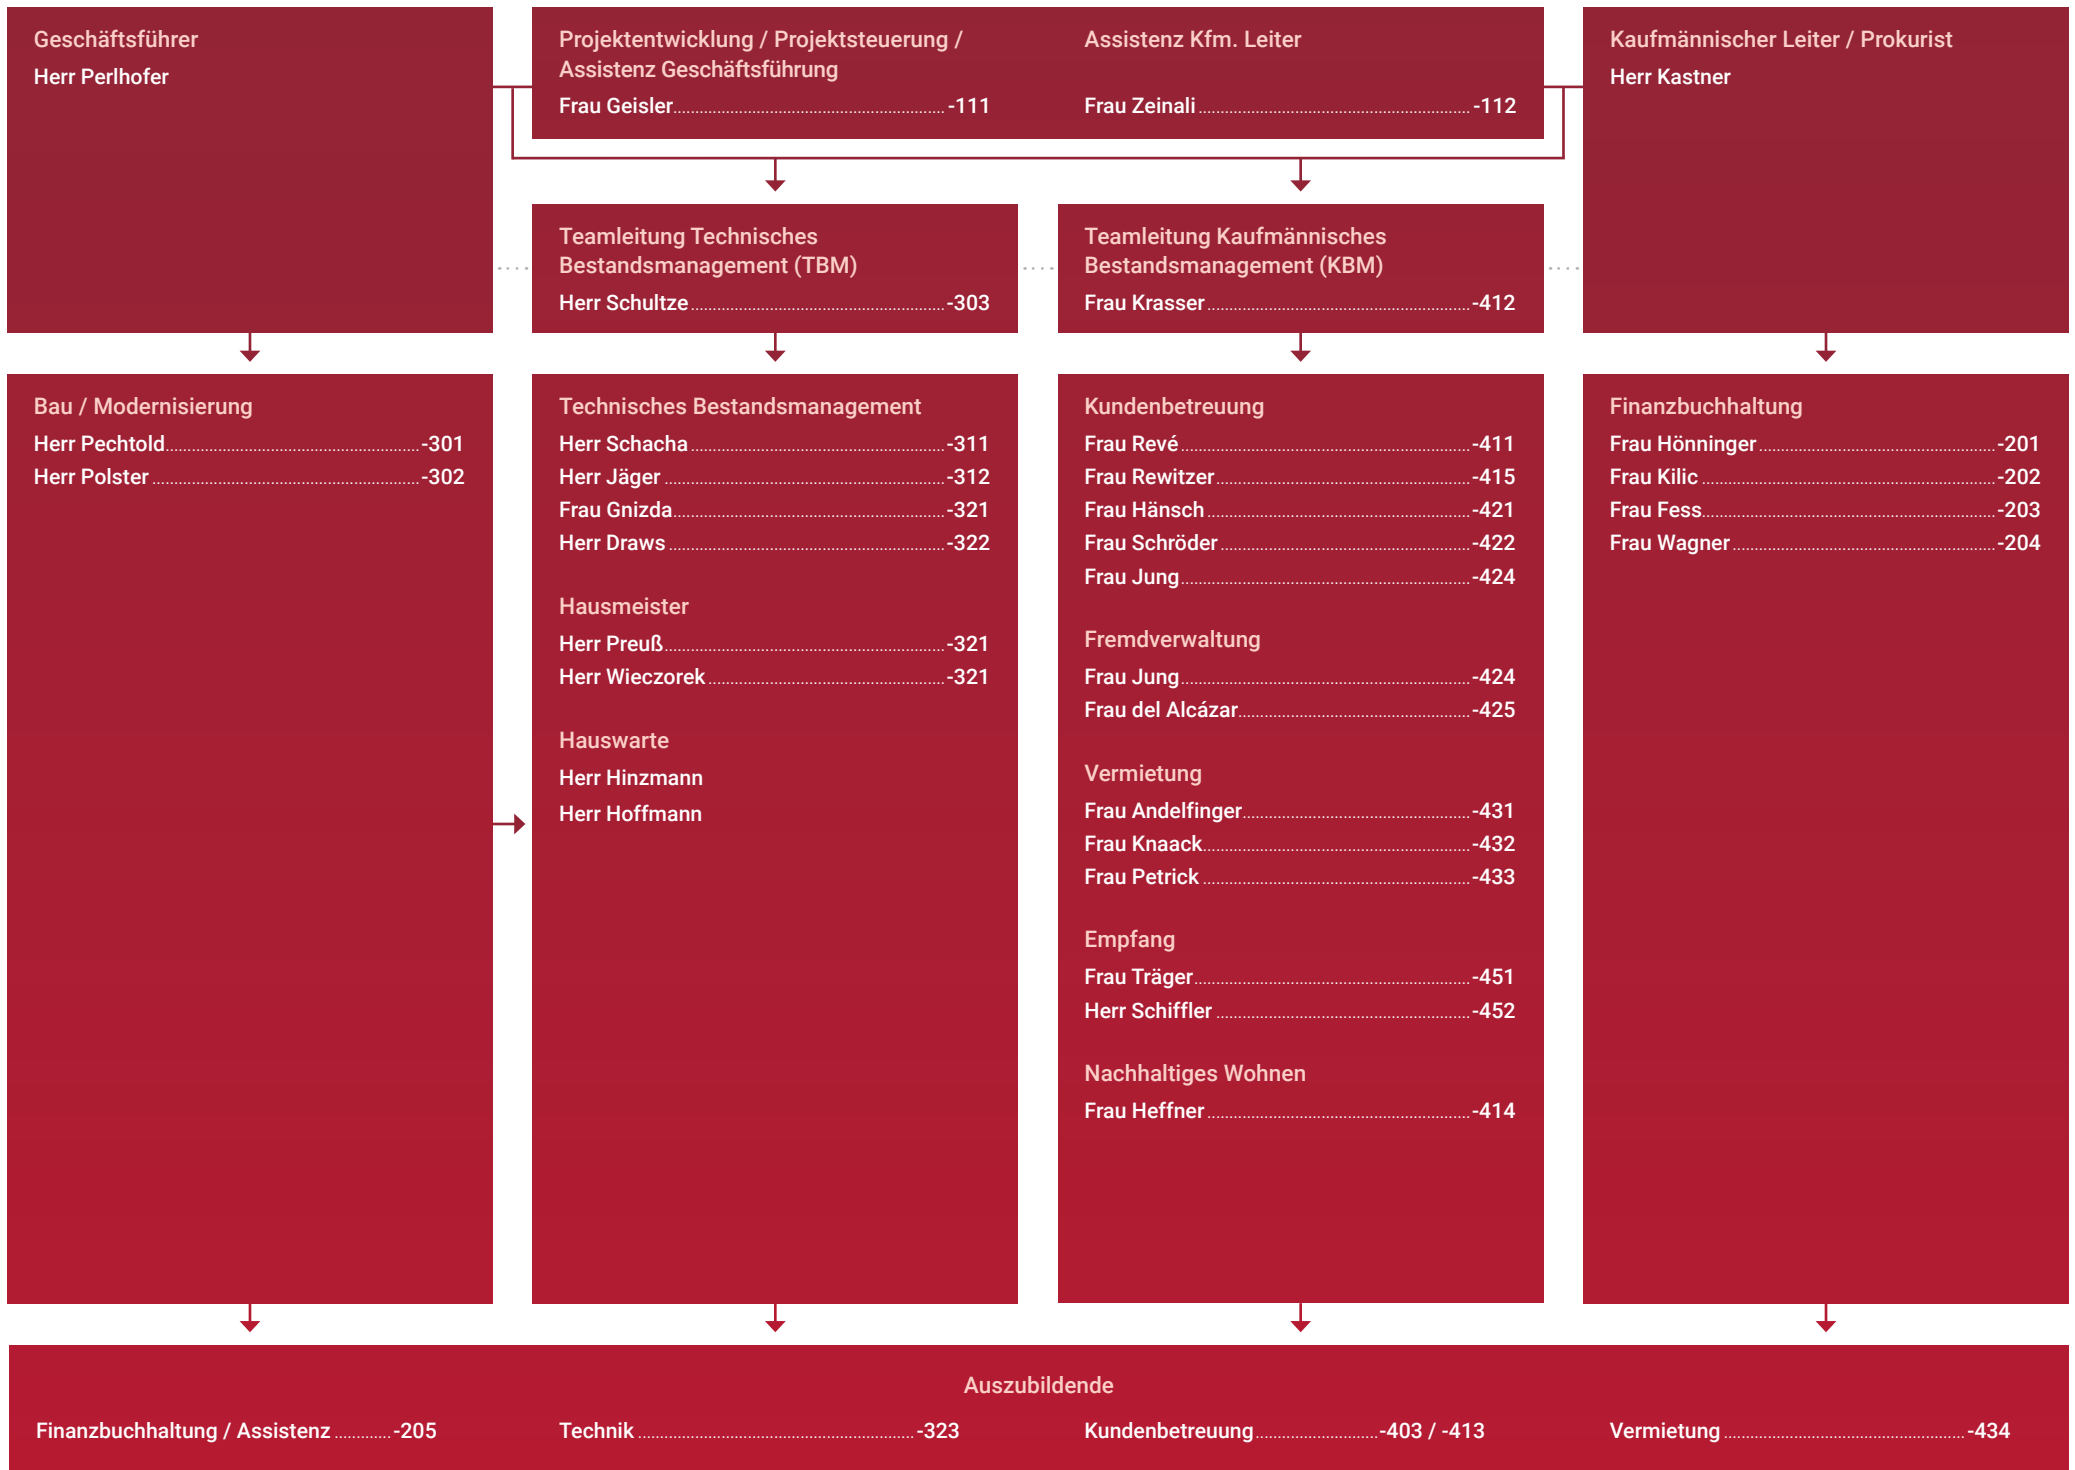 Geschäftsführer
Herr Perlhofer
Projektentwicklung / Projektsteuerung /
Assistenz Geschäftsführung
Frau Geisler -111
Assistenz Kfm. Leiter
Frau Zeinali -112
Kaufmännischer Leiter / Prokurist
Herr Kastner
Teamleitung Technisches
Bestandsmanagement (TBM)
Herr Schultze -303
Teamleitung Kaufmännisches
Bestandsmanagement (KBM)
Frau Krasser -412
Bau / Modernisierung
Herr Pechtold -301
Herr Polster -302
Technisches Bestandsmanagement
Herr Schacha -311
Herr Jäger -312
Frau Gnizda -321
Herr Draws -322
Hausmeister
Herr Preuß -321
Herr Wieczorek -321
Hauswarte
Herr Hinzmann
Herr Hoffmann
Kundenbetreuung
Frau Revé -411
Frau Rewitzer -415
Frau Hänsch -421
Frau Schröder -422
Frau Jung -424
Fremdverwaltung
Frau Jung -424
Frau del Alcázar -425
Vermietung
Frau Andelfinger -431
Frau Knaack -432
Frau Petrick -433
Empfang
Frau Träger -451
Herr Schiffler -452
Nachhaltiges Wohnen
Frau Heffner -414
Finanzbuchhaltung
Frau Hönninger -201
Frau Kilic -202
Frau Fess -203
Frau Wagner -204
Auszubildende
Finanzbuchhaltung / Assistenz -205
Technik -323
Kundenbetreuung -403 / -413
Vermietung -434